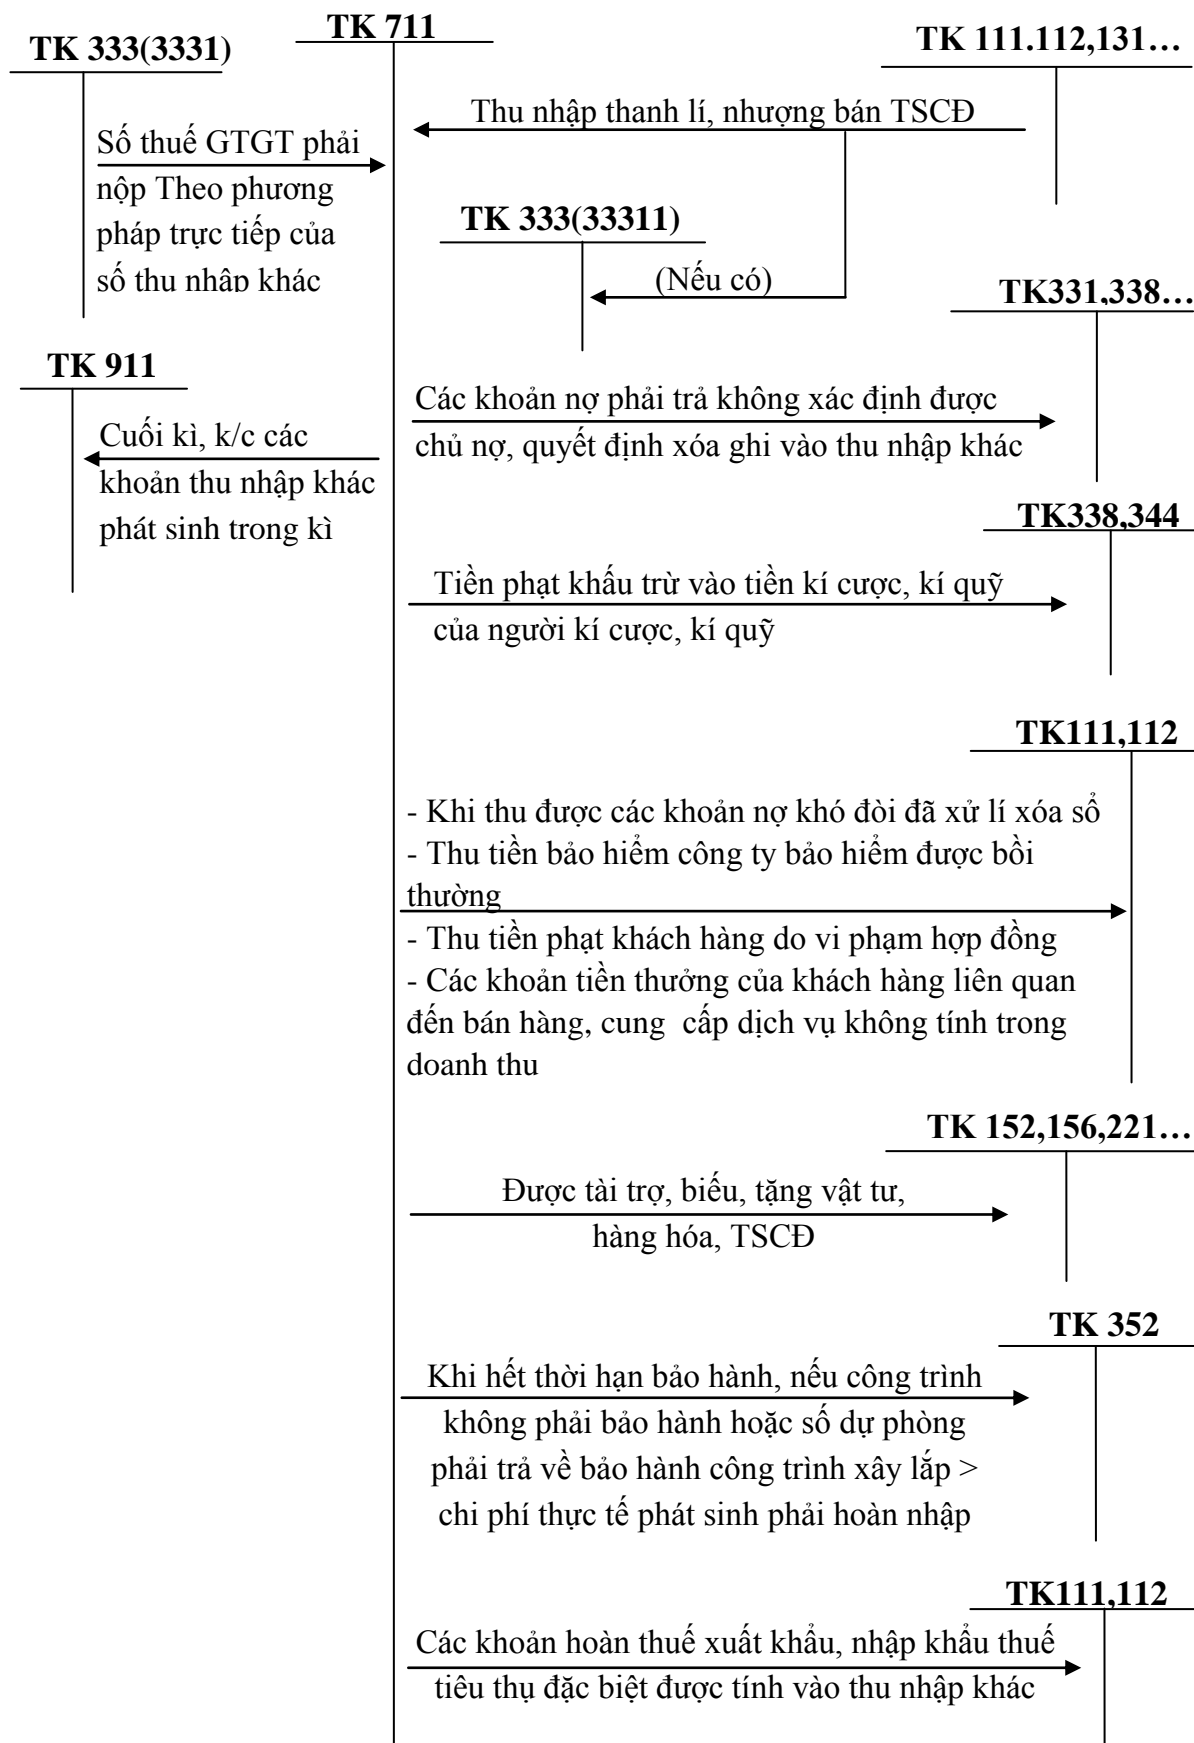 TK 711
TK 333(3331)
TK 111.112,131…
Thu nhập thanh lí, nhượng bán TSCĐ
Số thuế GTGT phải
nộp Theo phương
pháp trực tiếp của
số thu nhập khác
TK 333(33311)
(Nếu có)
TK331,338…
TK 911
Các khoản nợ phải trả không xác định được
chủ nợ, quyết định xóa ghi vào thu nhập khác
Cuối kì, k/c các
khoản thu nhập khác
phát sinh trong kì
TK338,344
Tiền phạt khấu trừ vào tiền kí cược, kí quỹ
của người kí cược, kí quỹ
TK111,112
- Khi thu được các khoản nợ khó đòi đã xử lí xóa sổ
- Thu tiền bảo hiểm công ty bảo hiểm được bồi
thường
- Thu tiền phạt khách hàng do vi phạm hợp đồng
- Các khoản tiền thưởng của khách hàng liên quan
đến bán hàng, cung cấp dịch vụ không tính trong
doanh thu
TK 152,156,221…
Được tài trợ, biếu, tặng vật tư,
hàng hóa, TSCĐ
TK 352
Khi hết thời hạn bảo hành, nếu công trình
không phải bảo hành hoặc số dự phòng
phải trả về bảo hành công trình xây lắp >
chi phí thực tế phát sinh phải hoàn nhập
TK111,112
Các khoản hoàn thuế xuất khẩu, nhập khẩu thuế
tiêu thụ đặc biệt được tính vào thu nhập khác